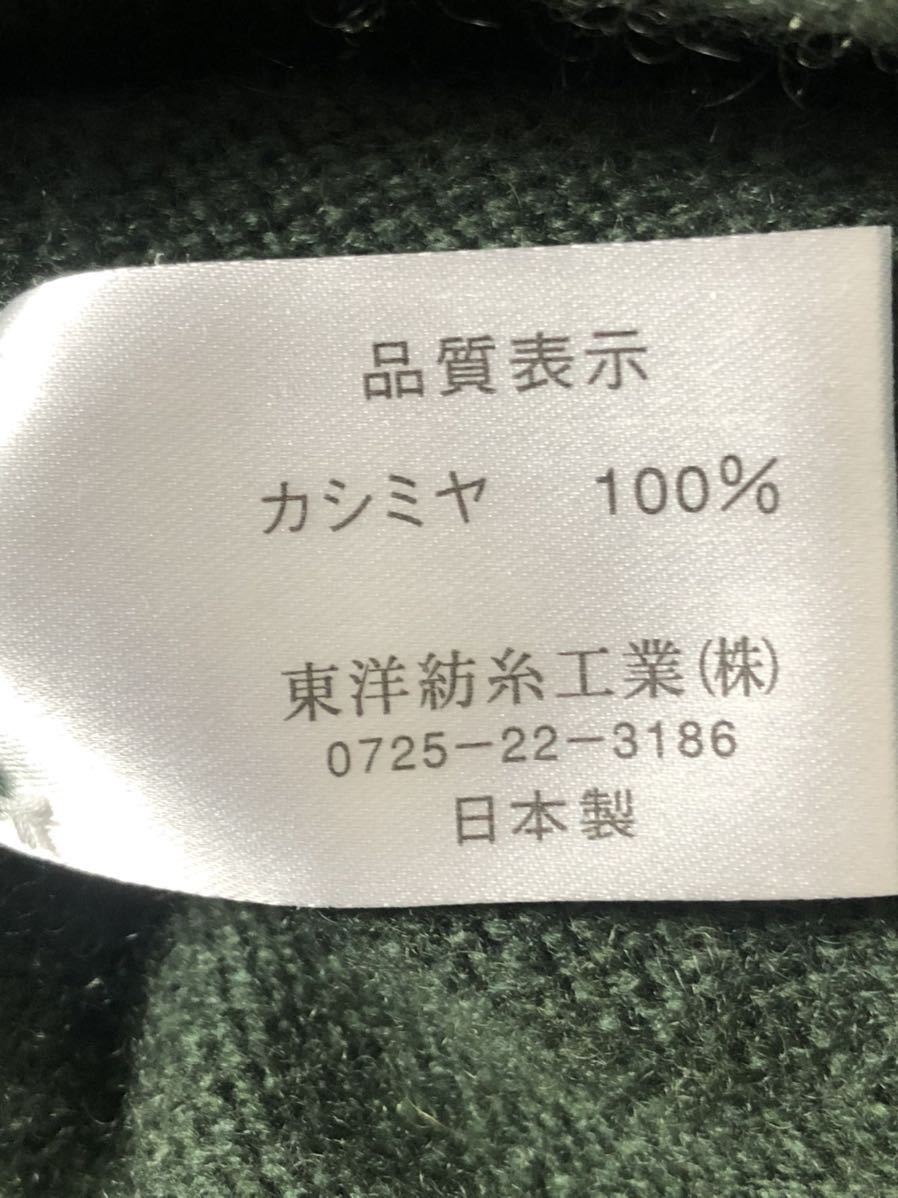 品質表示
カシミヤ 100%
東洋紡糸工業(株)
0725-22-3186
日本製